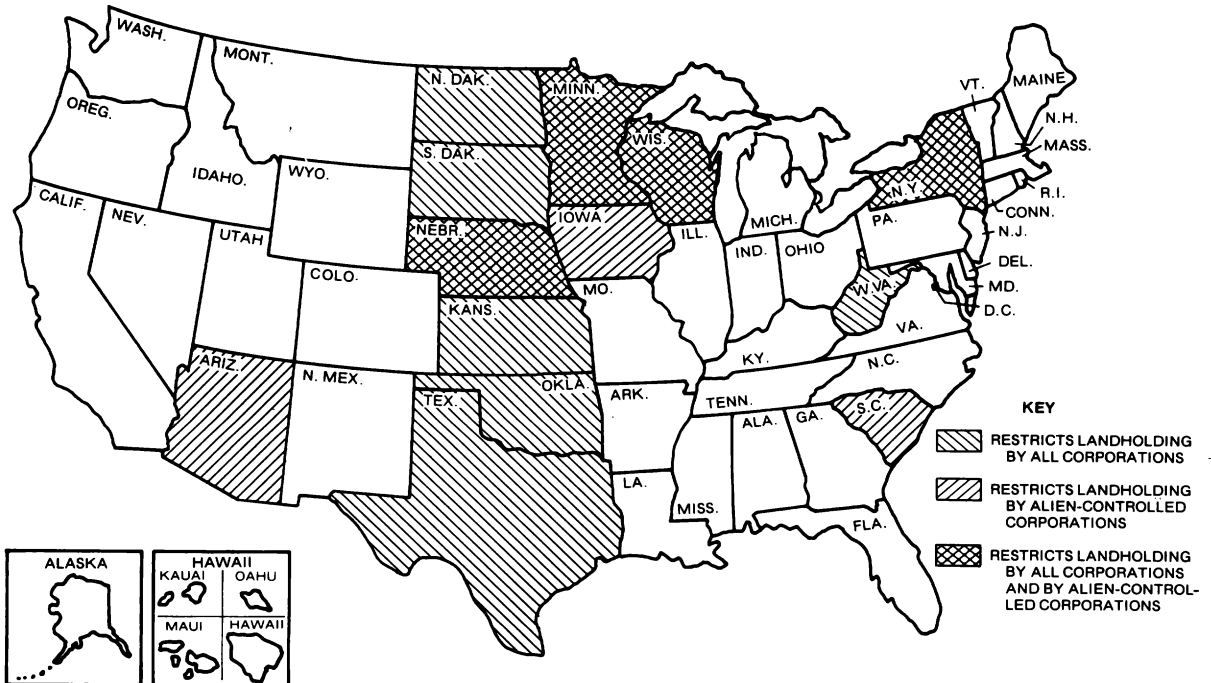 WASH.
MONT.
N. DAK.
MINN.
VT.
MAINE
OREG.
N.H.
MASS.
IDAHO.
WYO.
S. DAK.
WIS.
N.Y.
R.I.
CONN.
CALIF.
NEV.
UTAH
NEBR.
IOWA
ILL.
MICH.
PA.
N.J.
IND.
OHIO
COLO.
MO.
W.VA.
DEL.
MD.
D.C.
KANS.
VA.
KY.
N.C.
ARIZ.
N. MEX.
TEX.
OKLA.
ARK.
TENN.
S.C.
ALA.
GA.
LA.
MISS.
FLA.
KEY
RESTRICTS LANDHOLDING
BY ALL CORPORATIONS
RESTRICTS LANDHOLDING
BY ALIEN-CONTROLLED
CORPORATIONS
RESTRICTS LANDHOLDING
BY ALL CORPORATIONS
AND BY ALIEN-CONTROL-
LED CORPORATIONS
ALASKA
HAWAII
KAUAI
OAHU
MAUI
HAWAII